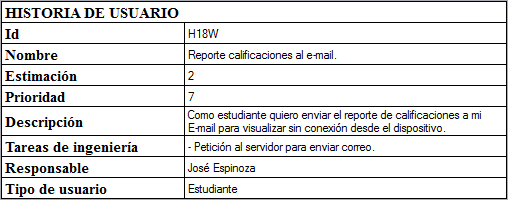 HISTORIA DE USUARIO
Id H18W
Nombre Reporte calificaciones al e-mail.
Estimación 2
Prioridad 7
Descripción Como estudiante quiero enviar el reporte de calificaciones a mi
E-mail para visualizar sin conexión desde el dispositivo.
Tareas de ingeniería - Petición al servidor para enviar correo.
Responsable José Espinoza
Tipo de usuario Estudiante